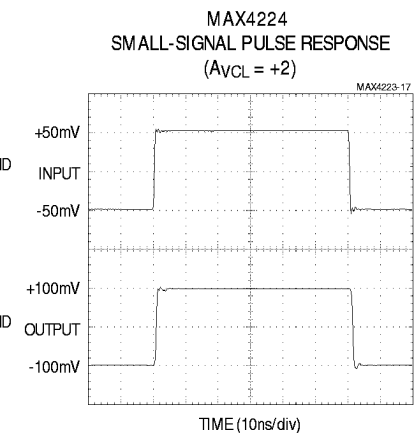 MAX4224
SMALL-SIGNAL PULSE RESPONSE
(AVCL = +2)
MAX4223-17
+50mV
INPUT
-50mV
+100mV
OUTPUT
-100mV
TIME (10ns/div)